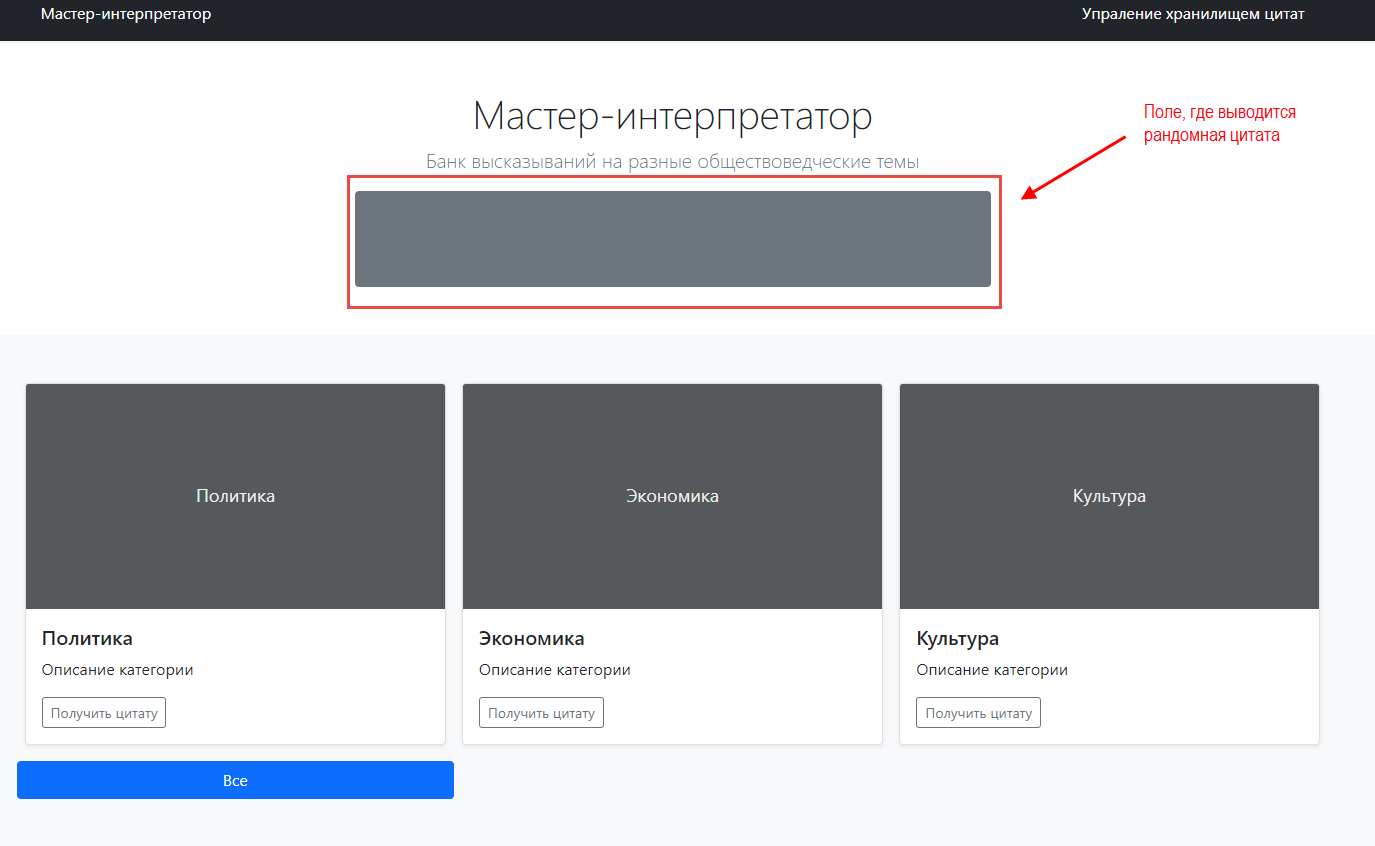 Мастер-интерпретатор
Упраление хранилищем цитат
Мастер-интерпретатор
Банк высказываний на разные обществоведческие темы
Поле, где выводится
рандомная цитата
Политика
Экономика
Культура
Политика
Экономика
Культура
Описание категории
Описание категории
Описание категории
Получить цитату
Получить цитату
Получить цитату
Все